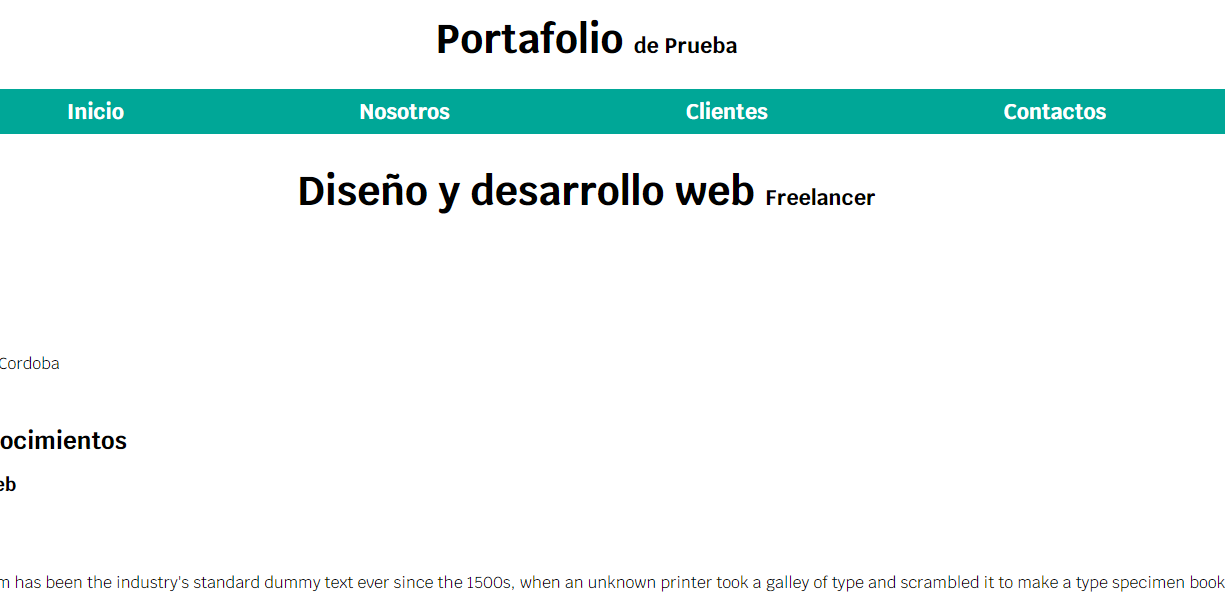 Portafolio de Prueba
Inicio Nosotros Clientes Contactos
Diseño y desarrollo web Freelancer
Cordoba
ocimientos
eb
m has been the industry's standard dummy text ever since the 1500s, when an unknown printer took a galley of type and scrambled it to make a type specimen book